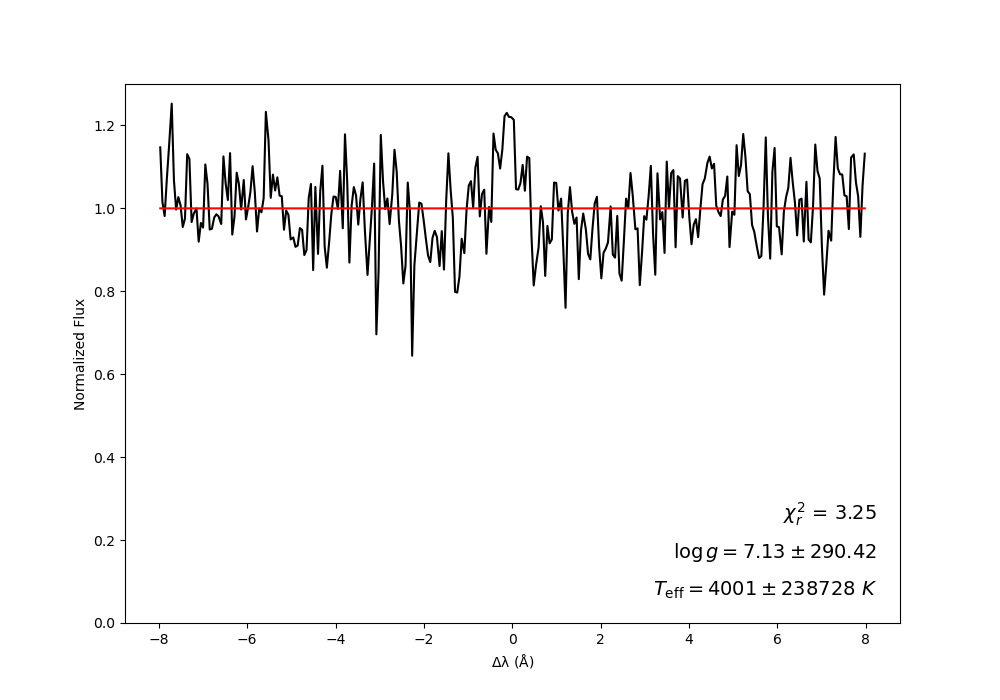 1.2
1.0
0.8
0.6
0.4
0.2
0.0
Normalized Flux
χ²ᵣ = 3.25
log g = 7.13 ± 290.42
T_eff = 4001 ± 238728 K
−8 −6 −4 −2 0 2 4 6 8
Δλ (Å)